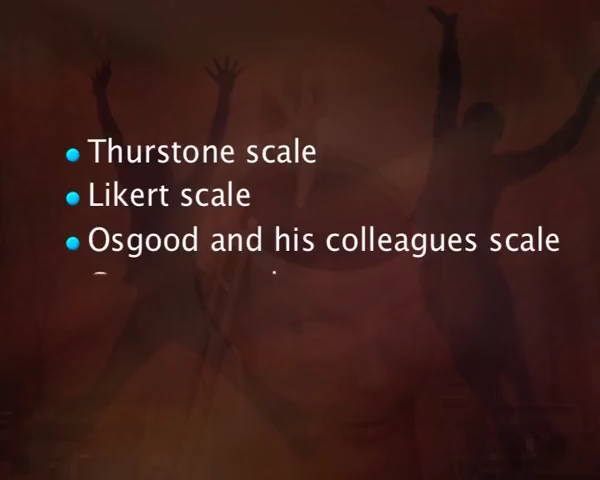 Thurstone scale
Likert scale
Osgood and his colleagues scale